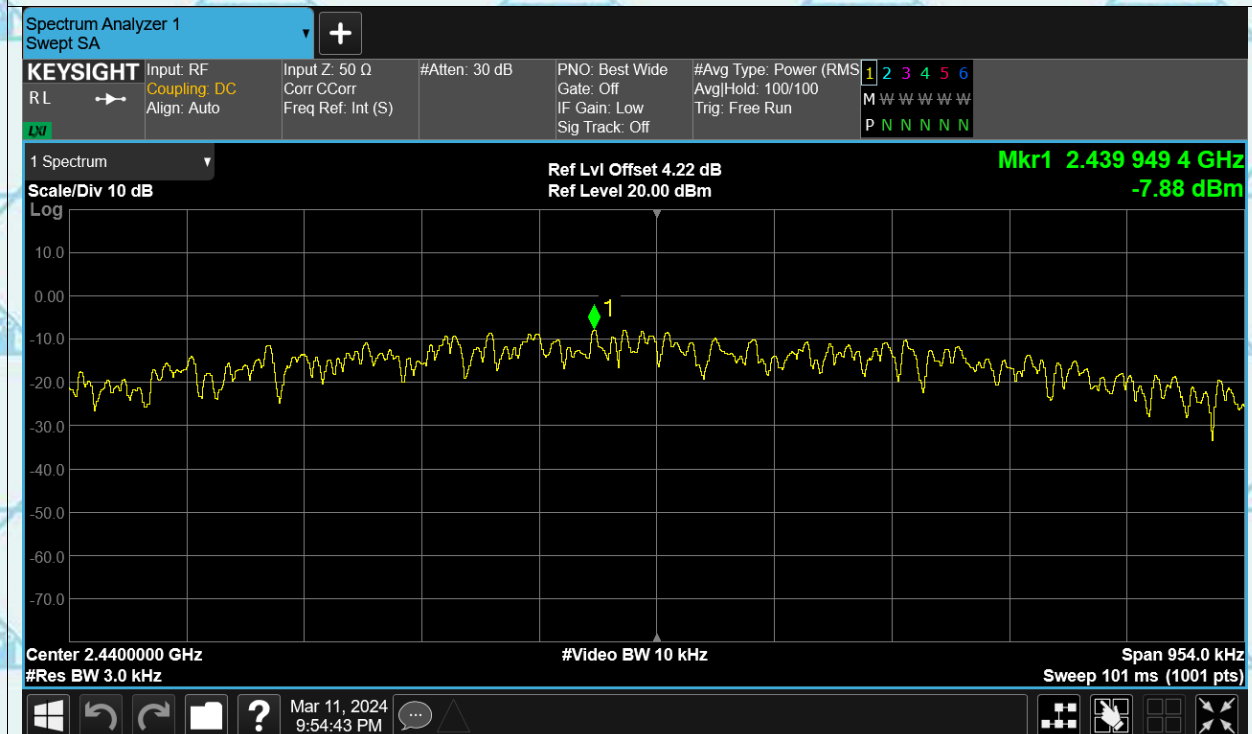 Spectrum Analyzer 1
Swept SA
+
KEYSIGHT
RL
LXI
Input: RF
Coupling: DC
Align: Auto
Input Z: 50 Ω
Corr CCorr
Freq Ref: Int (S)
#Atten: 30 dB
PNO: Best Wide
Gate: Off
IF Gain: Low
Sig Track: Off
#Avg Type: Power (RMS
Avg|Hold: 100/100
Trig: Free Run
1 2 3 4 5 6
M W W W W W
P N N N N N
1 Spectrum
Scale/Div 10 dB
Ref Lvl Offset 4.22 dB
Ref Level 20.00 dBm
Mkr1 2.439 949 4 GHz
-7.88 dBm
Log
10.0
0.00
-10.0
-20.0
-30.0
-40.0
-50.0
-60.0
-70.0
1
Center 2.4400000 GHz
#Res BW 3.0 kHz
#Video BW 10 kHz
Span 954.0 kHz
Sweep 101 ms (1001 pts)
?
Mar 11, 2024
9:54:43 PM